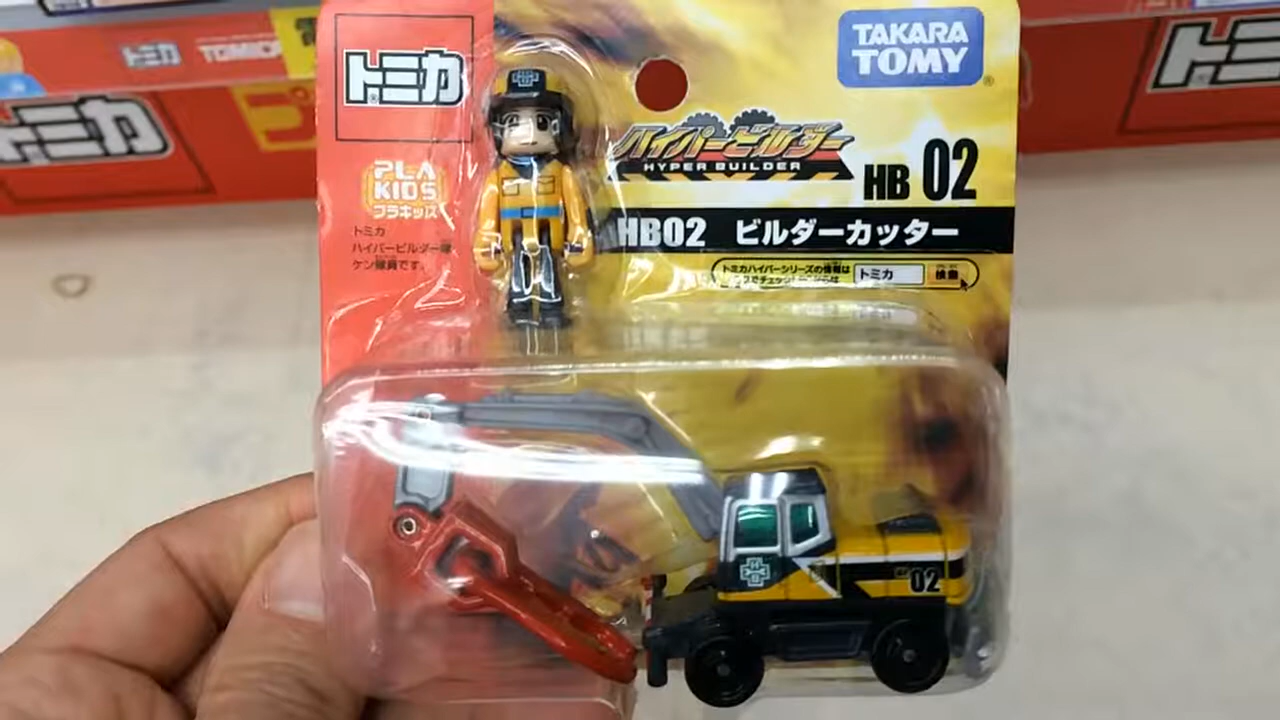 トミカ
TOMICA
トミカ
トミカ
TAKARA
TOMY
PLA
KIDS
プラキッズ
トミカ
ハイパービルダー隊
ケン隊員です。
ハイパービルダー
HYPER BUILDER
HB 02
HB02 ビルダーカッター
トミカハイパーシリーズの情報は
トミカ 検索
02